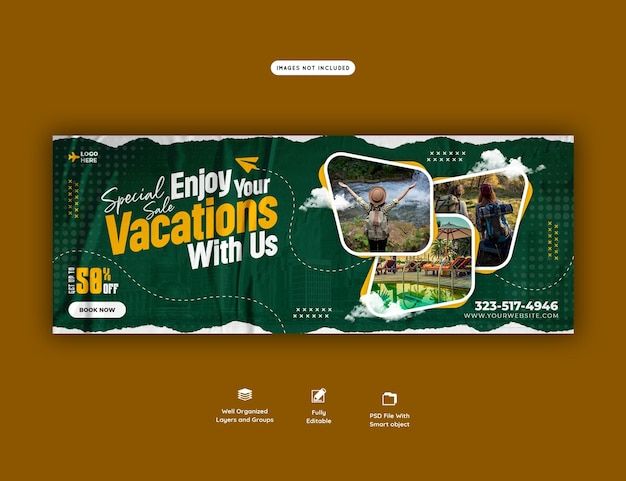 IMAGES NOT INCLUDED
LOGO
HERE
Special
Sale
Enjoy
Your
Vacations
With Us
GET UP TO
50%
OFF
BOOK NOW
323-517-4946
WWW.YOURWEBSITE.COM
Well Organized
Layers and Groups
Fully
Editable
PSD File With
Smart object